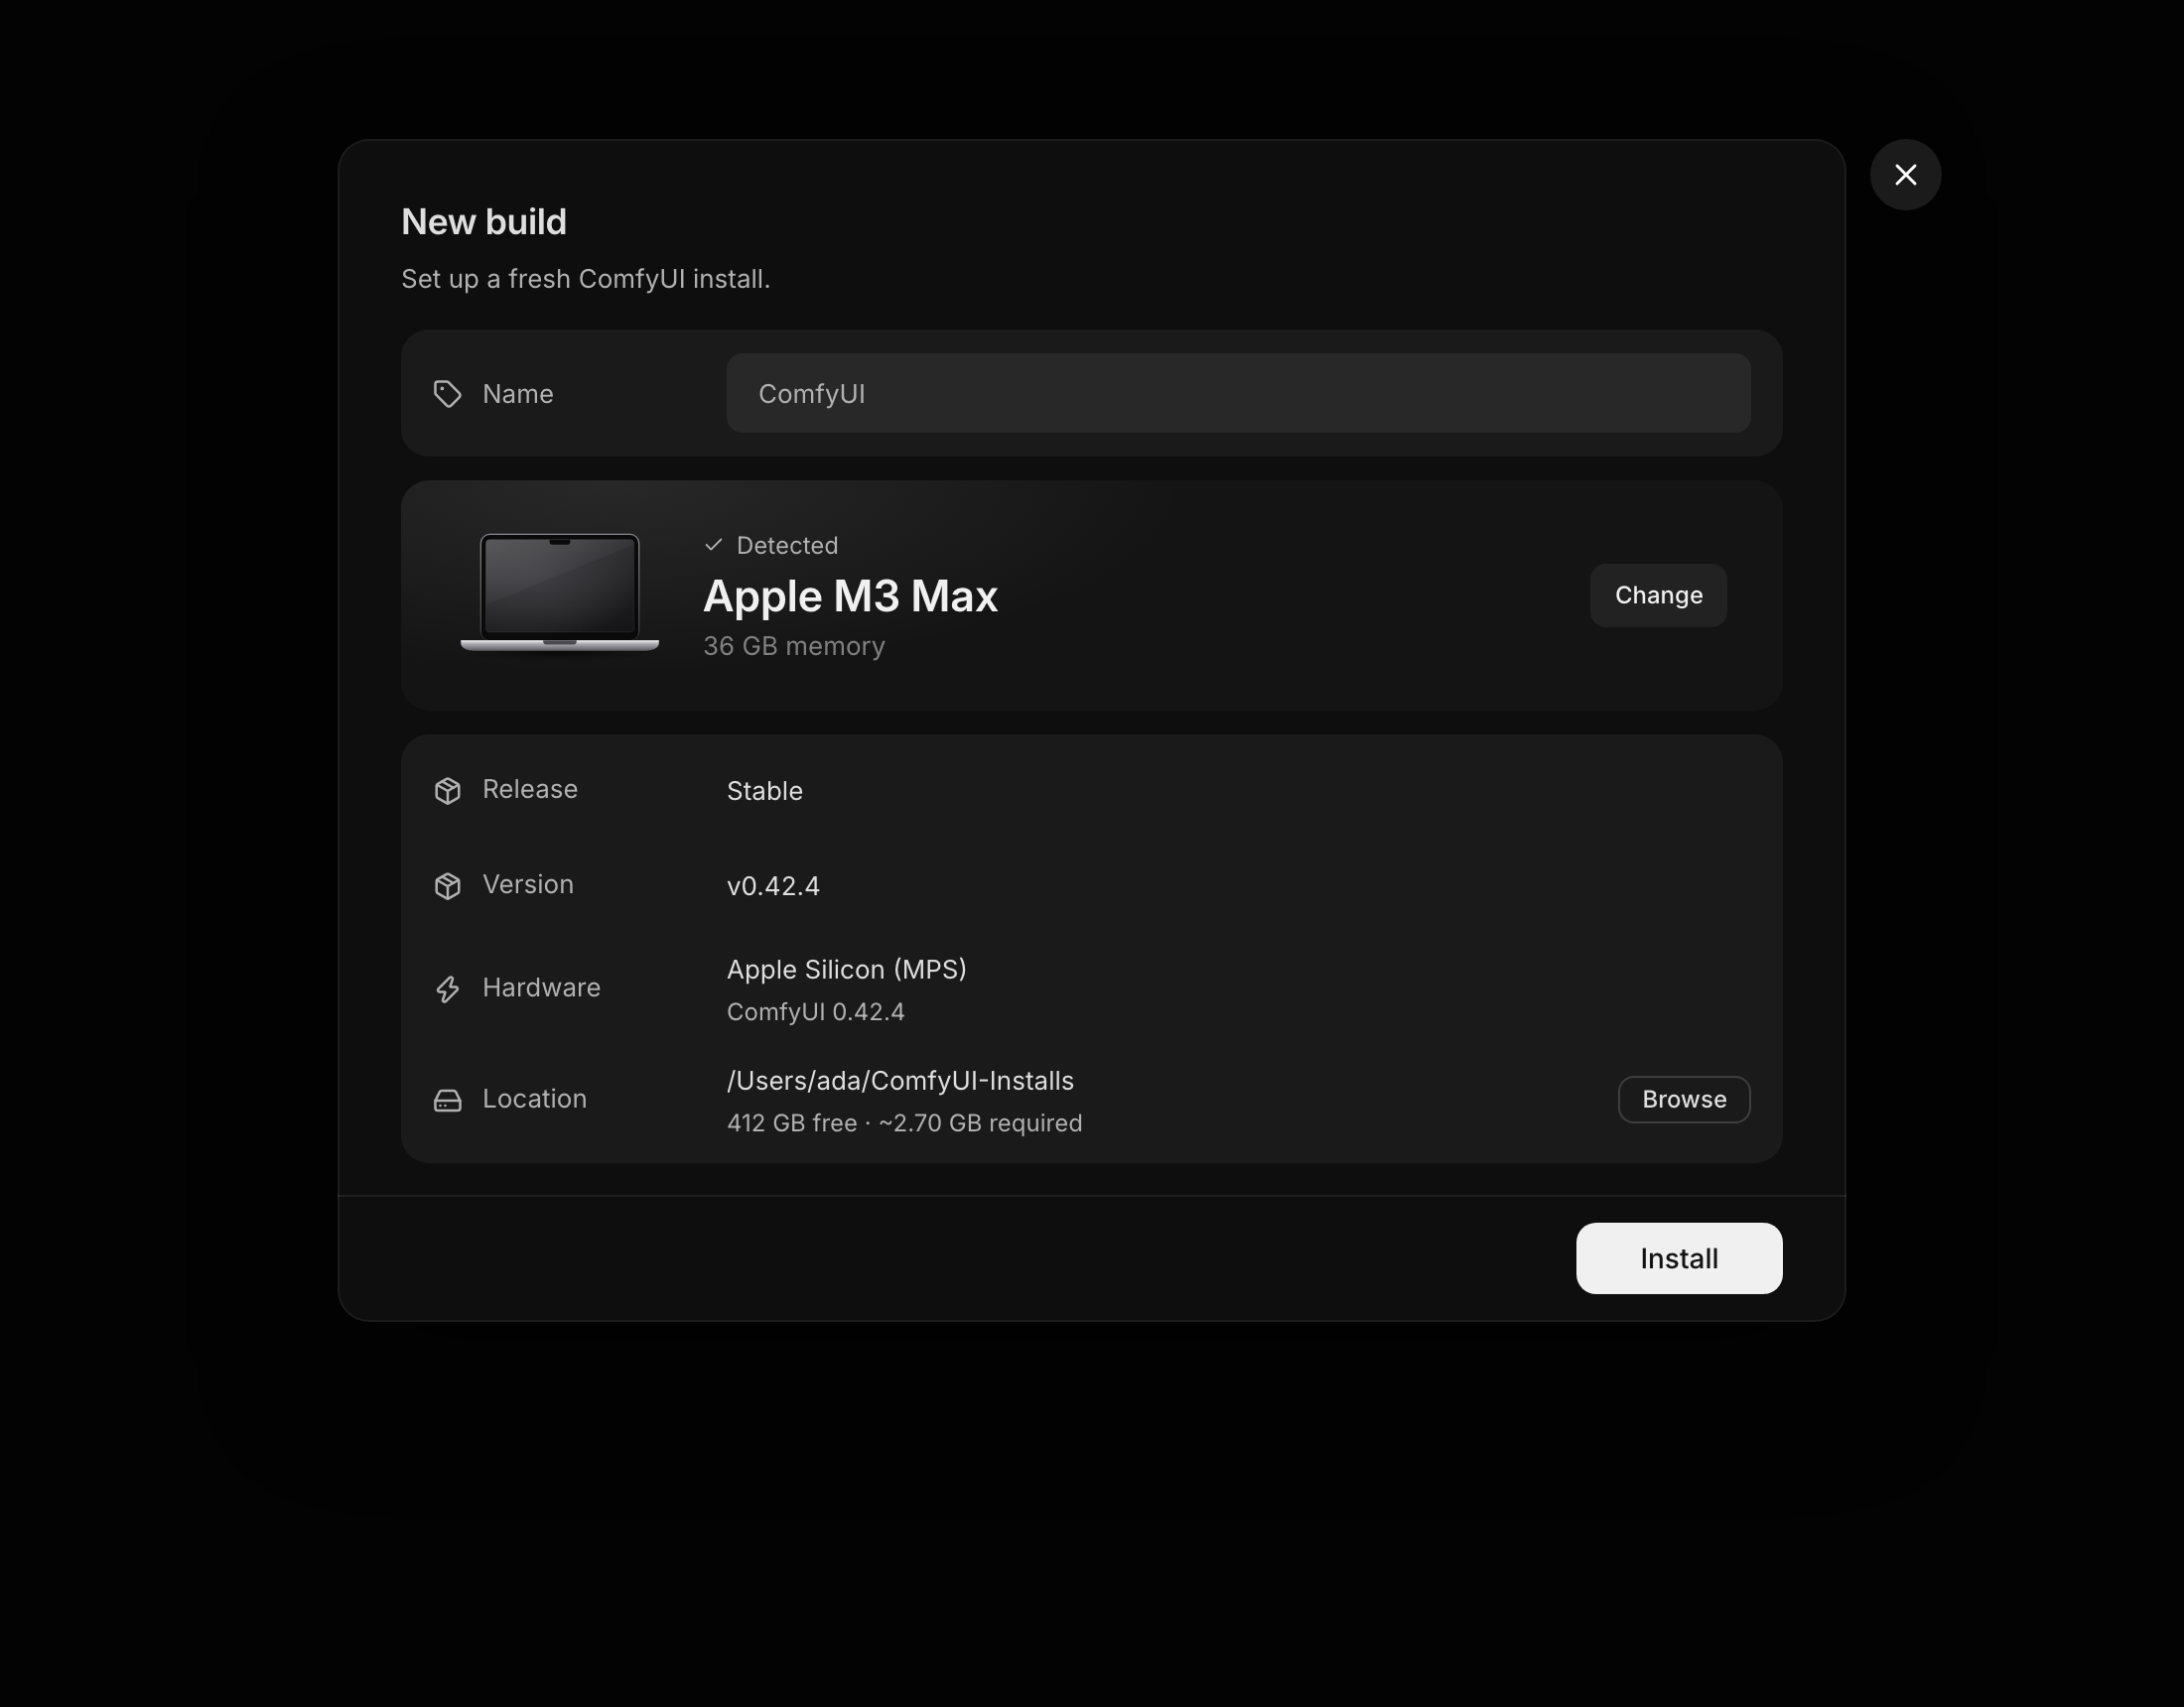 New build
Set up a fresh ComfyUI install.
Name
ComfyUI
Detected
Apple M3 Max
36 GB memory
Change
Release
Stable
Version
v0.42.4
Hardware
Apple Silicon (MPS)
ComfyUI 0.42.4
Location
/Users/ada/ComfyUI-Installs
412 GB free · ~2.70 GB required
Browse
Install